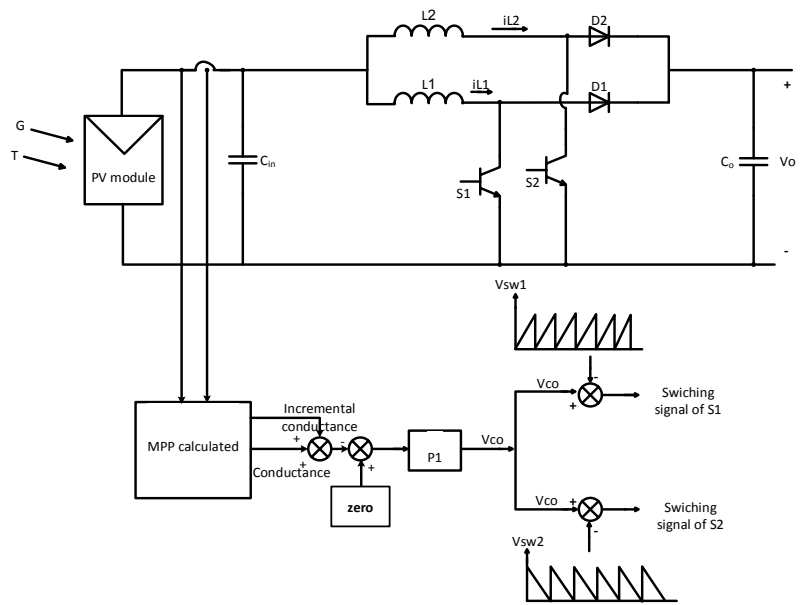 L2
iL2
D2
L1
iL1
D1
+
G
T
PV module
Cin
S1
S2
Co
Vo
-
Vsw1
-
Vco
+
Swiching
signal of S1
MPP calculated
Incremental
conductance
+
+
Conductance
-
+
zero
P1
Vco
Vco
+
-
Swiching
signal of S2
Vsw2